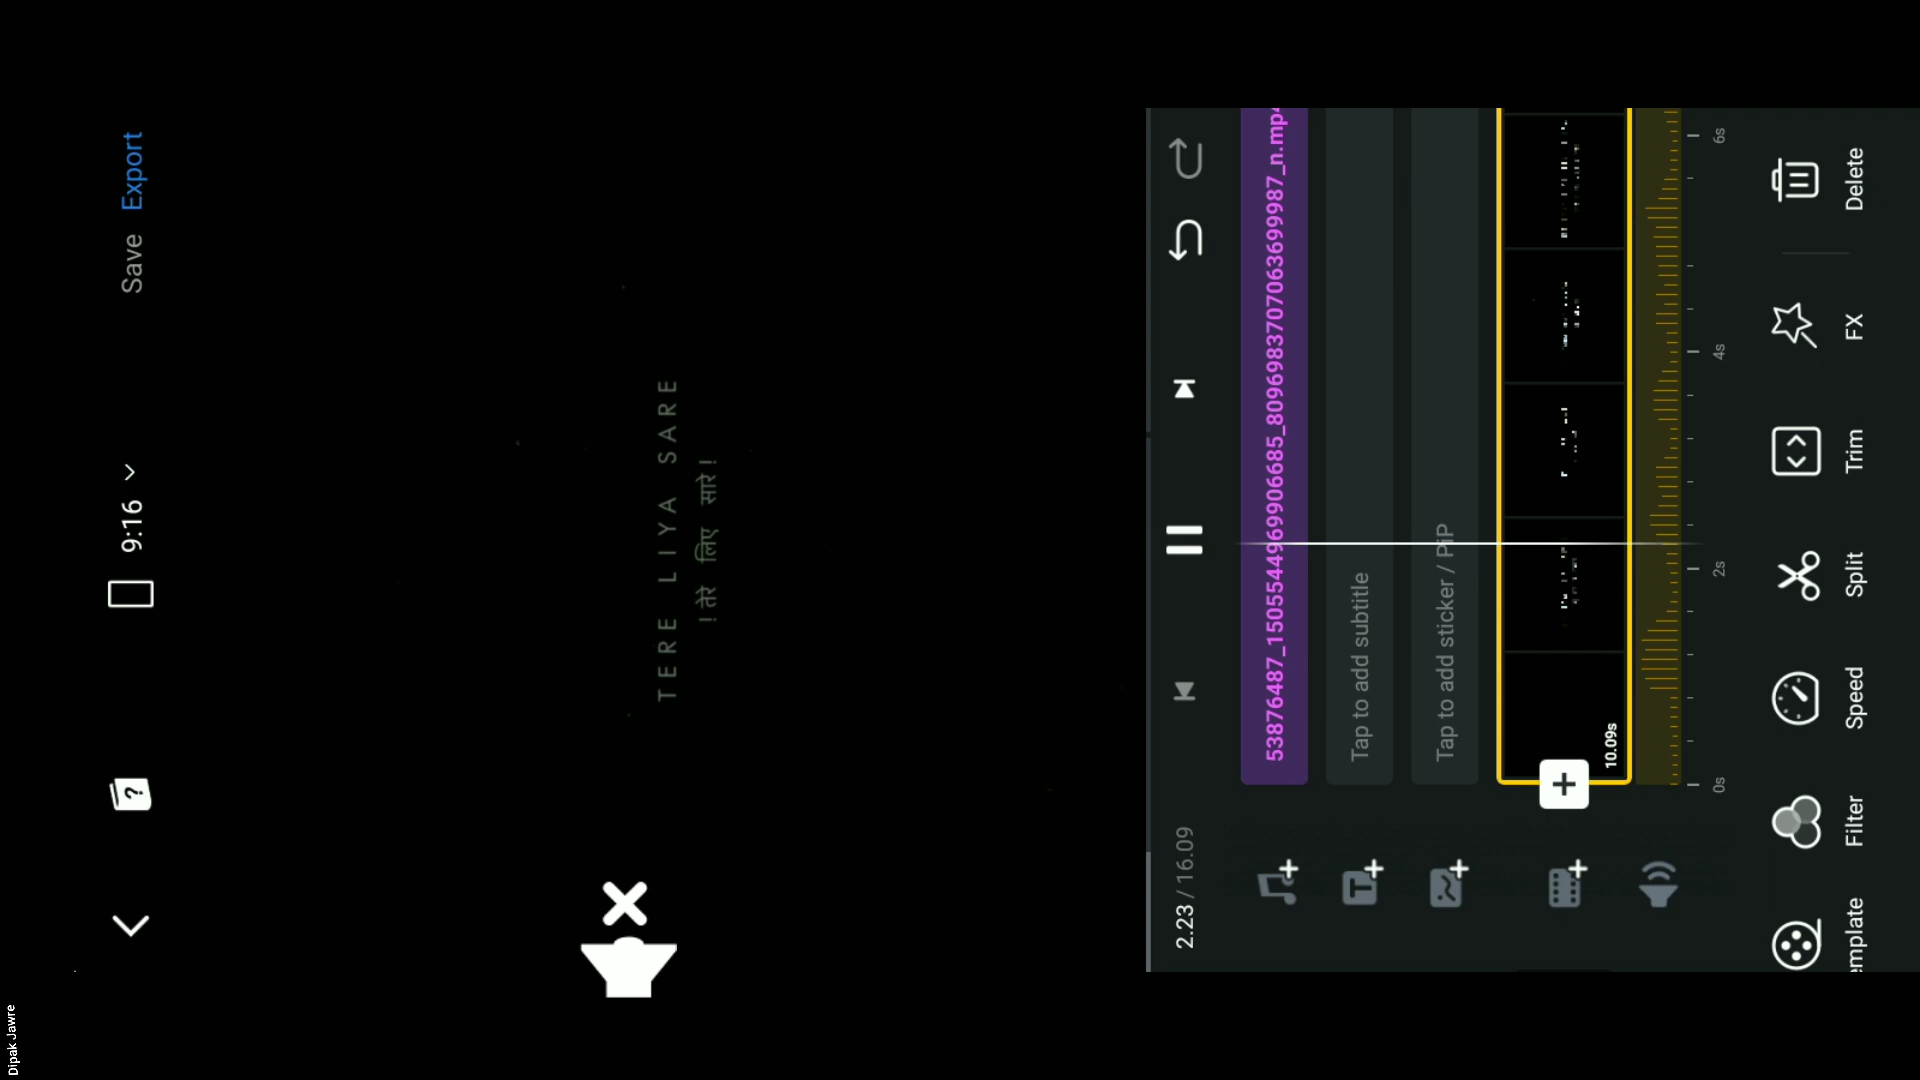 9:16
Save Export
TERE LIYA SARE
! तेरे लिए सारे !
2.23 / 16.09
53876487_1505544969906685_8096983707063699987_n.mp4
Tap to add subtitle
Tap to add sticker / PiP
10.09s
0s 2s 4s 6s
emplate Filter Speed Split Trim FX Delete
Dipak Jawre